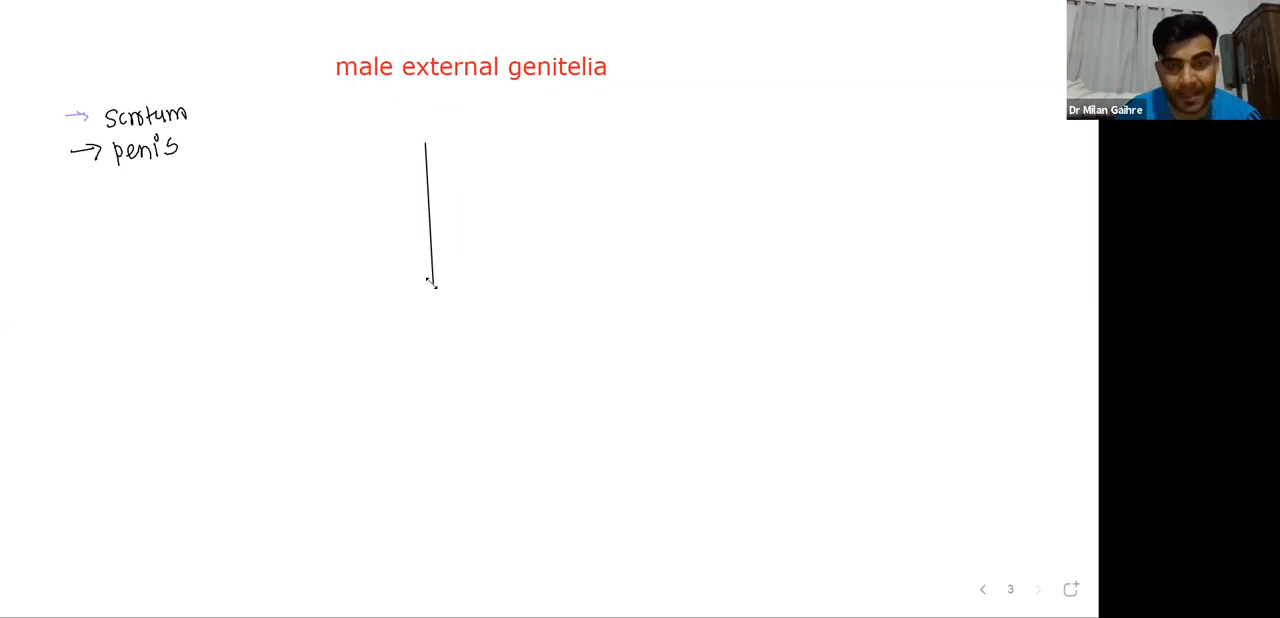 male external genitelia
→ scrotum
→ penis
Dr Milan Gaihre
3